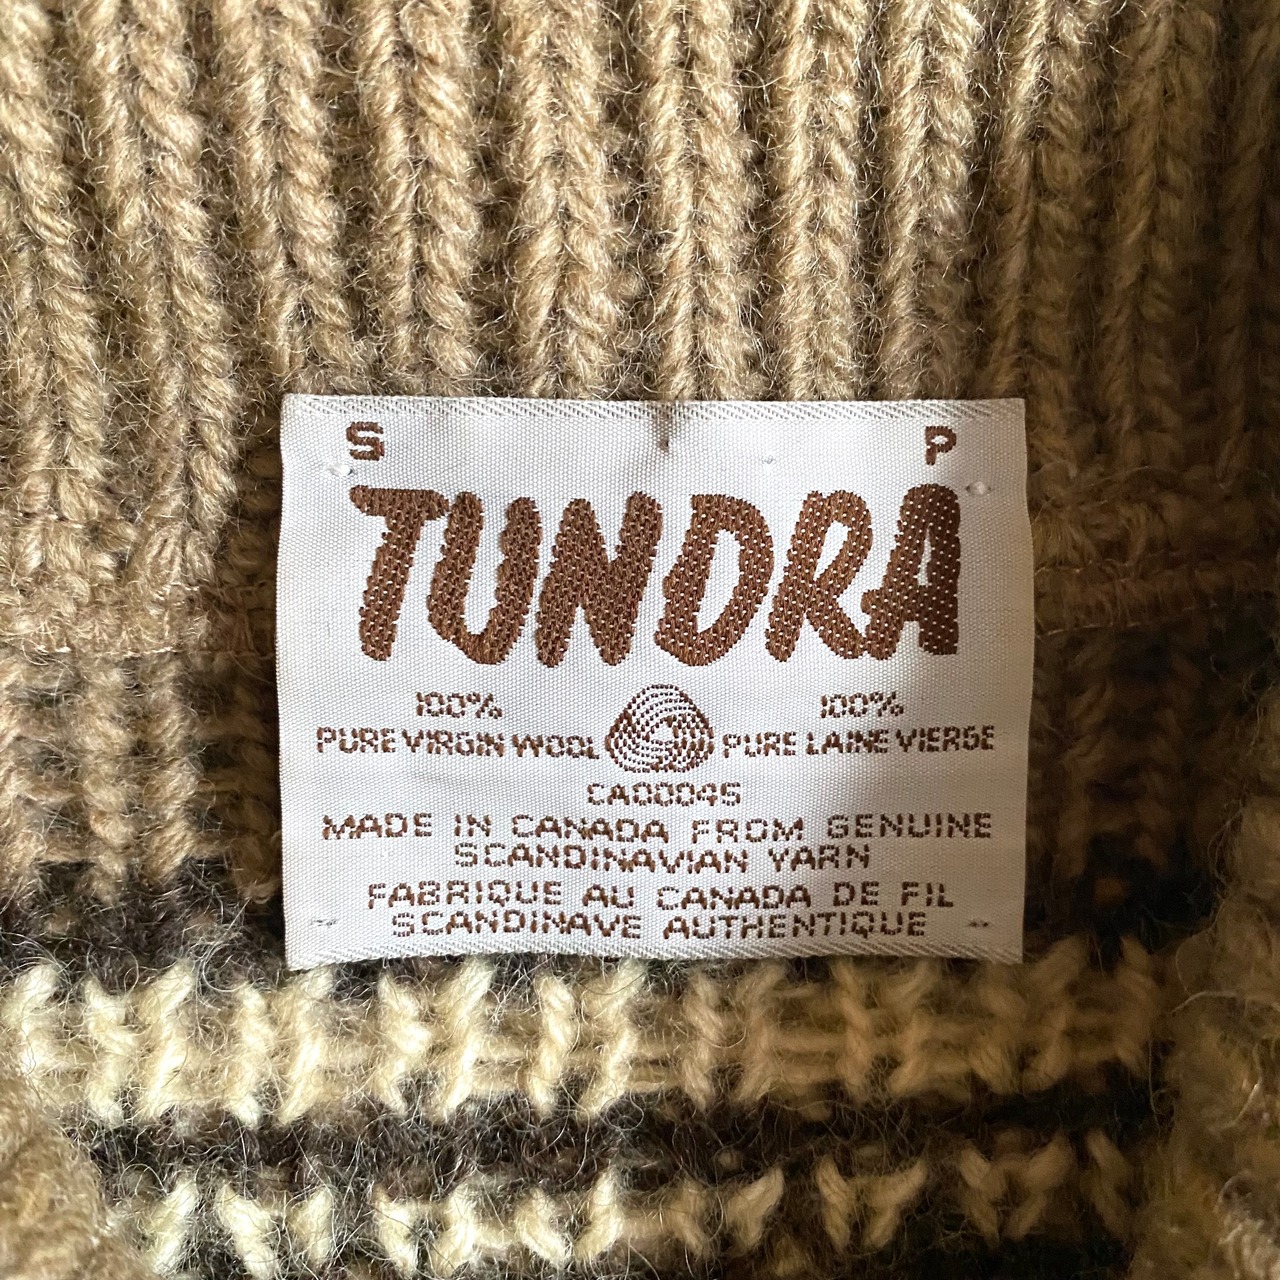 S P
TUNDRA
100% 100%
PURE VIRGIN WOOL PURE LAINE VIERGE
CA00045
MADE IN CANADA FROM GENUINE
SCANDINAVIAN YARN
FABRIQUE AU CANADA DE FIL
SCANDINAVE AUTHENTIQUE